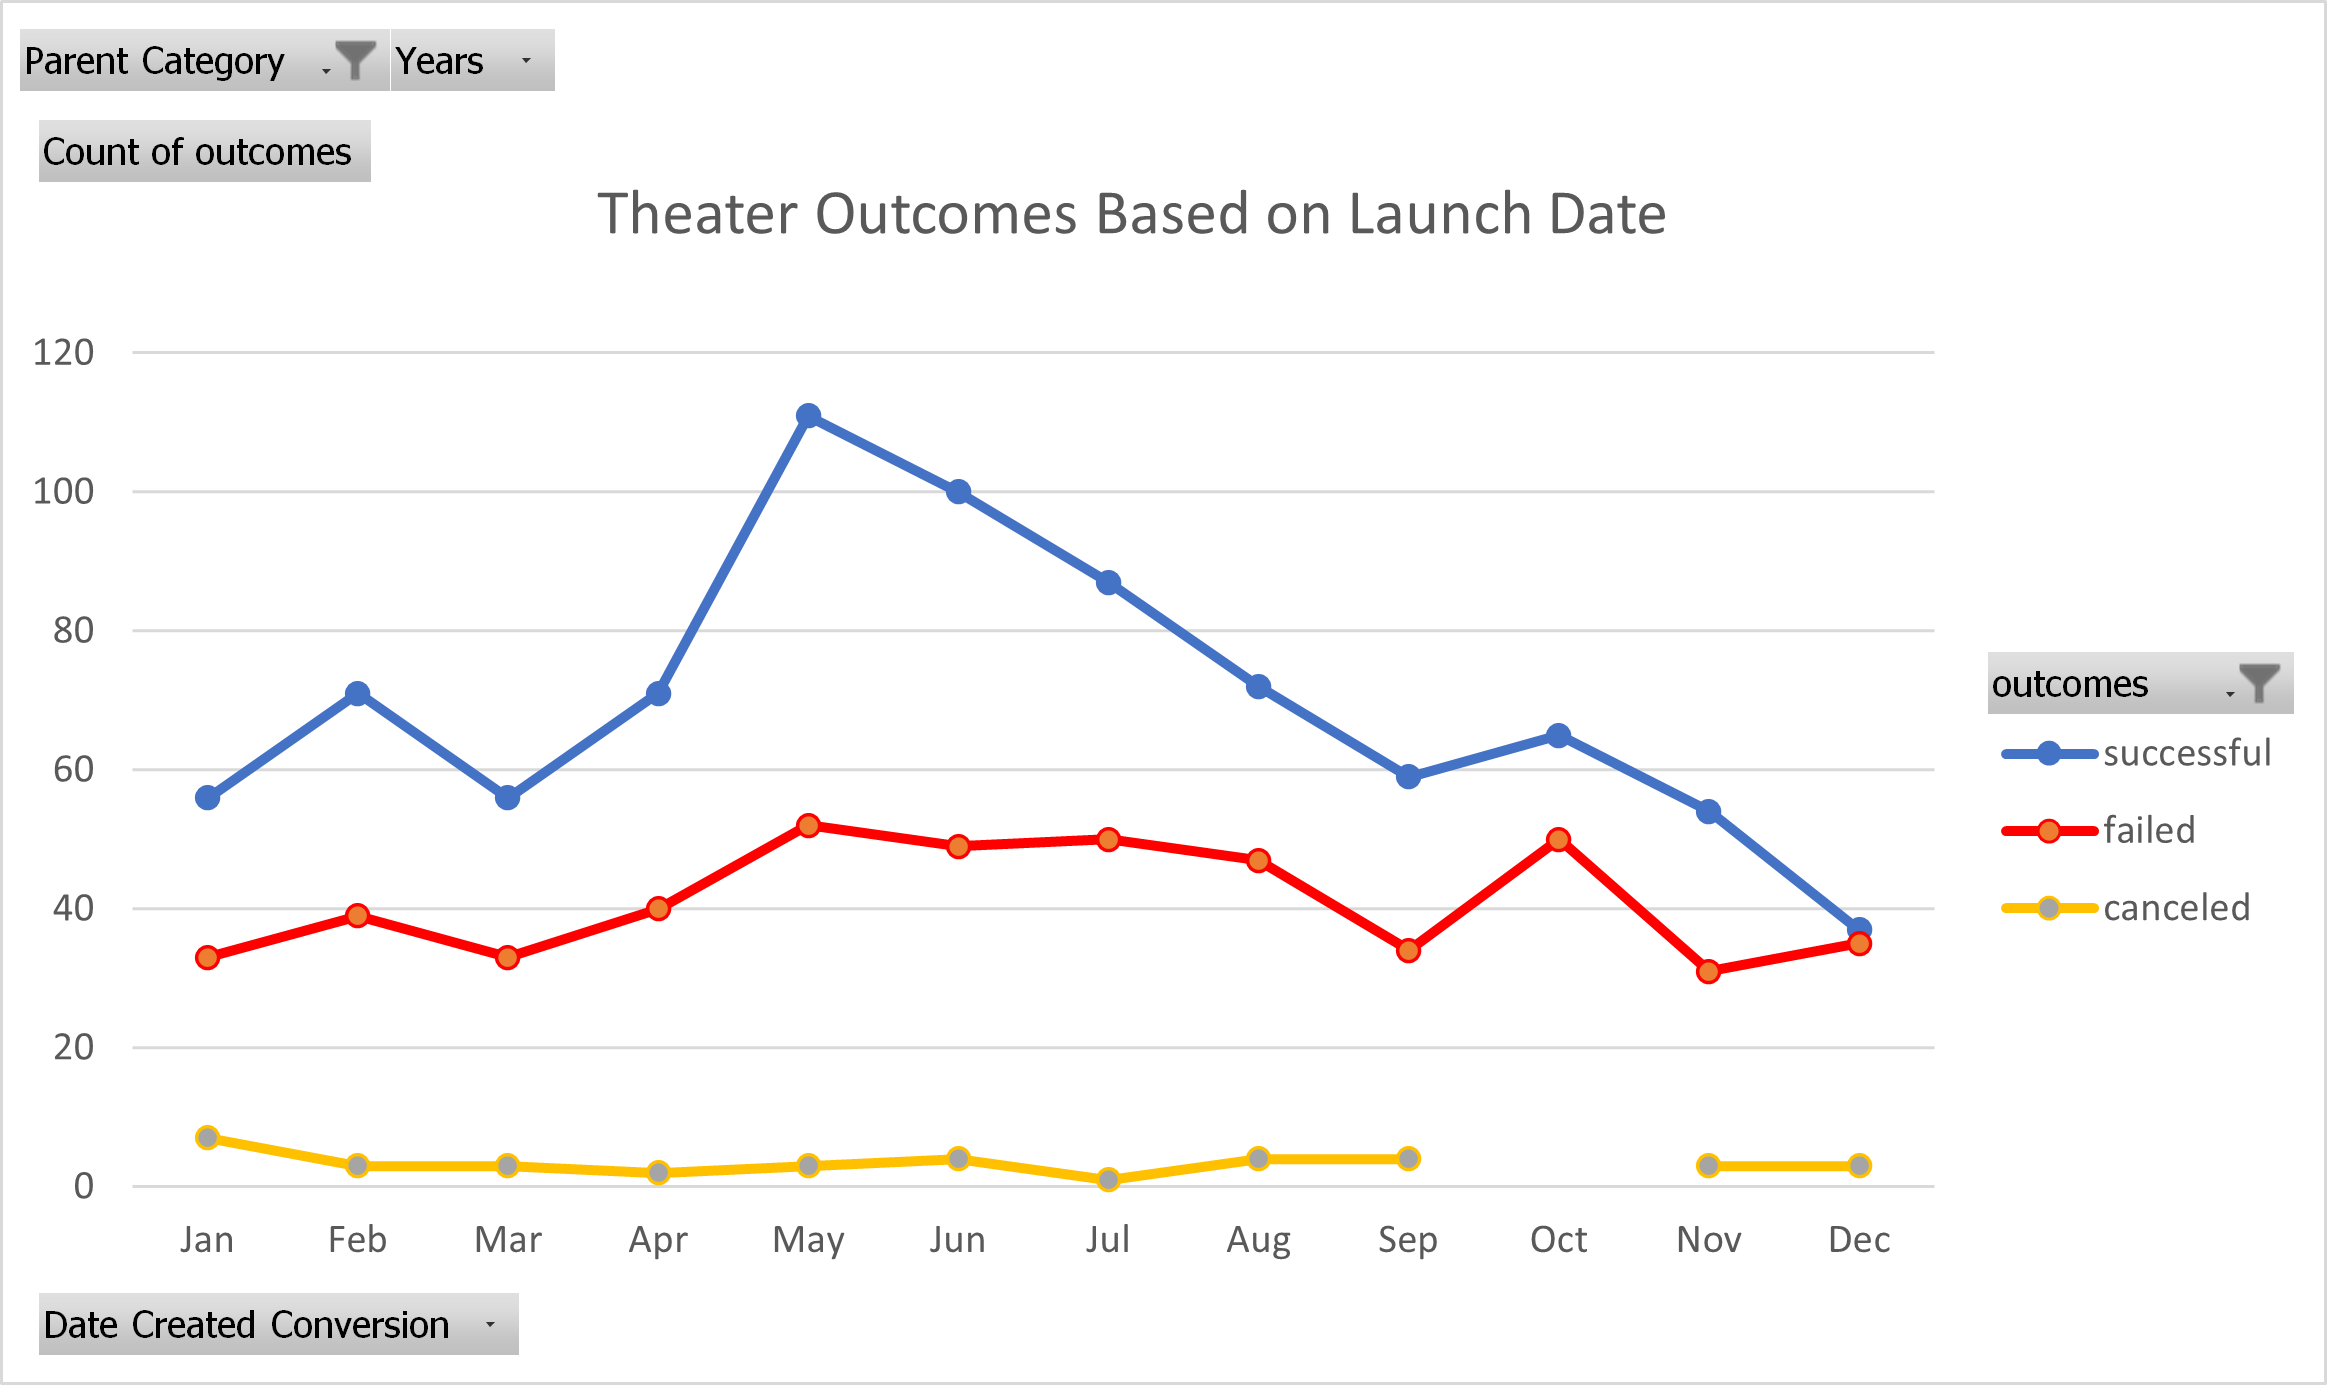 Parent Category Years
Count of outcomes
Theater Outcomes Based on Launch Date
120
100
80
60
40
20
0
Jan Feb Mar Apr May Jun Jul Aug Sep Oct Nov Dec
outcomes
successful
failed
canceled
Date Created Conversion